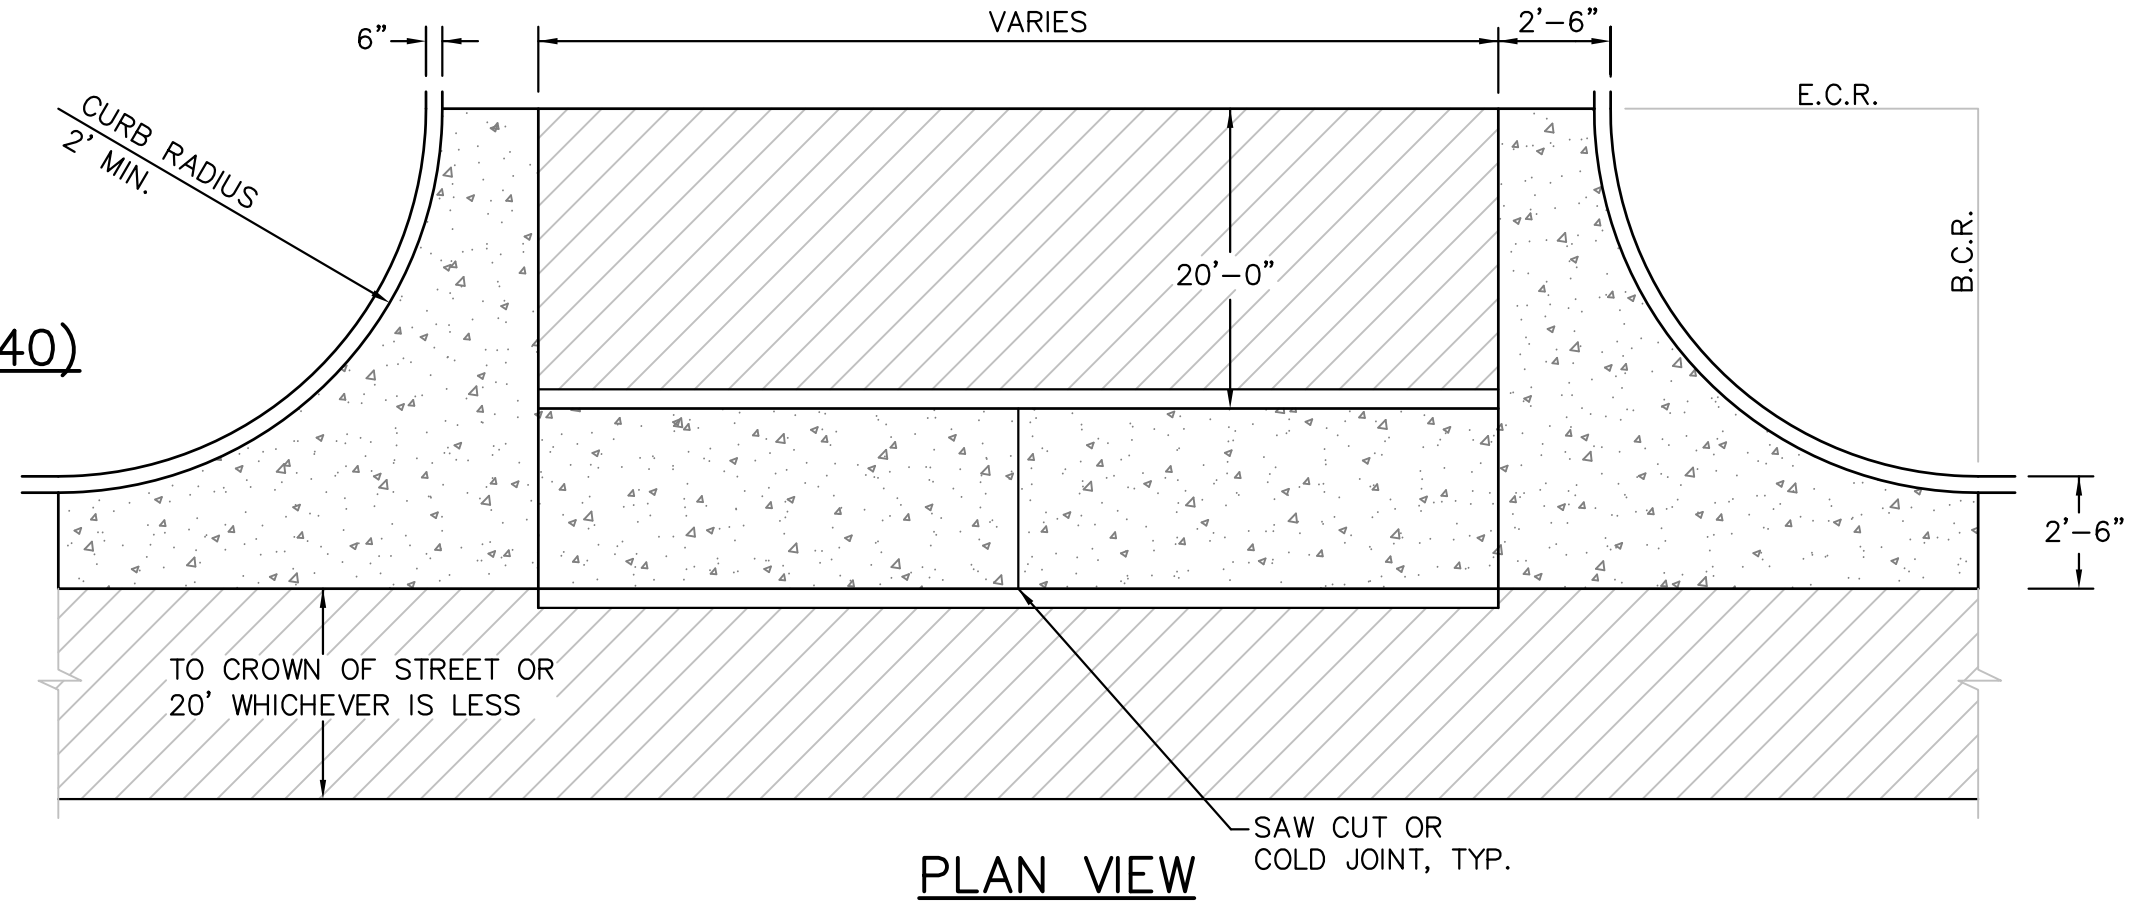 6”
VARIES
2’-6”
E.C.R.
CURB RADIUS
2’ MIN.
B.C.R.
20’-0”
40)
2’-6”
TO CROWN OF STREET OR
20’ WHICHEVER IS LESS
SAW CUT OR
COLD JOINT, TYP.
PLAN VIEW